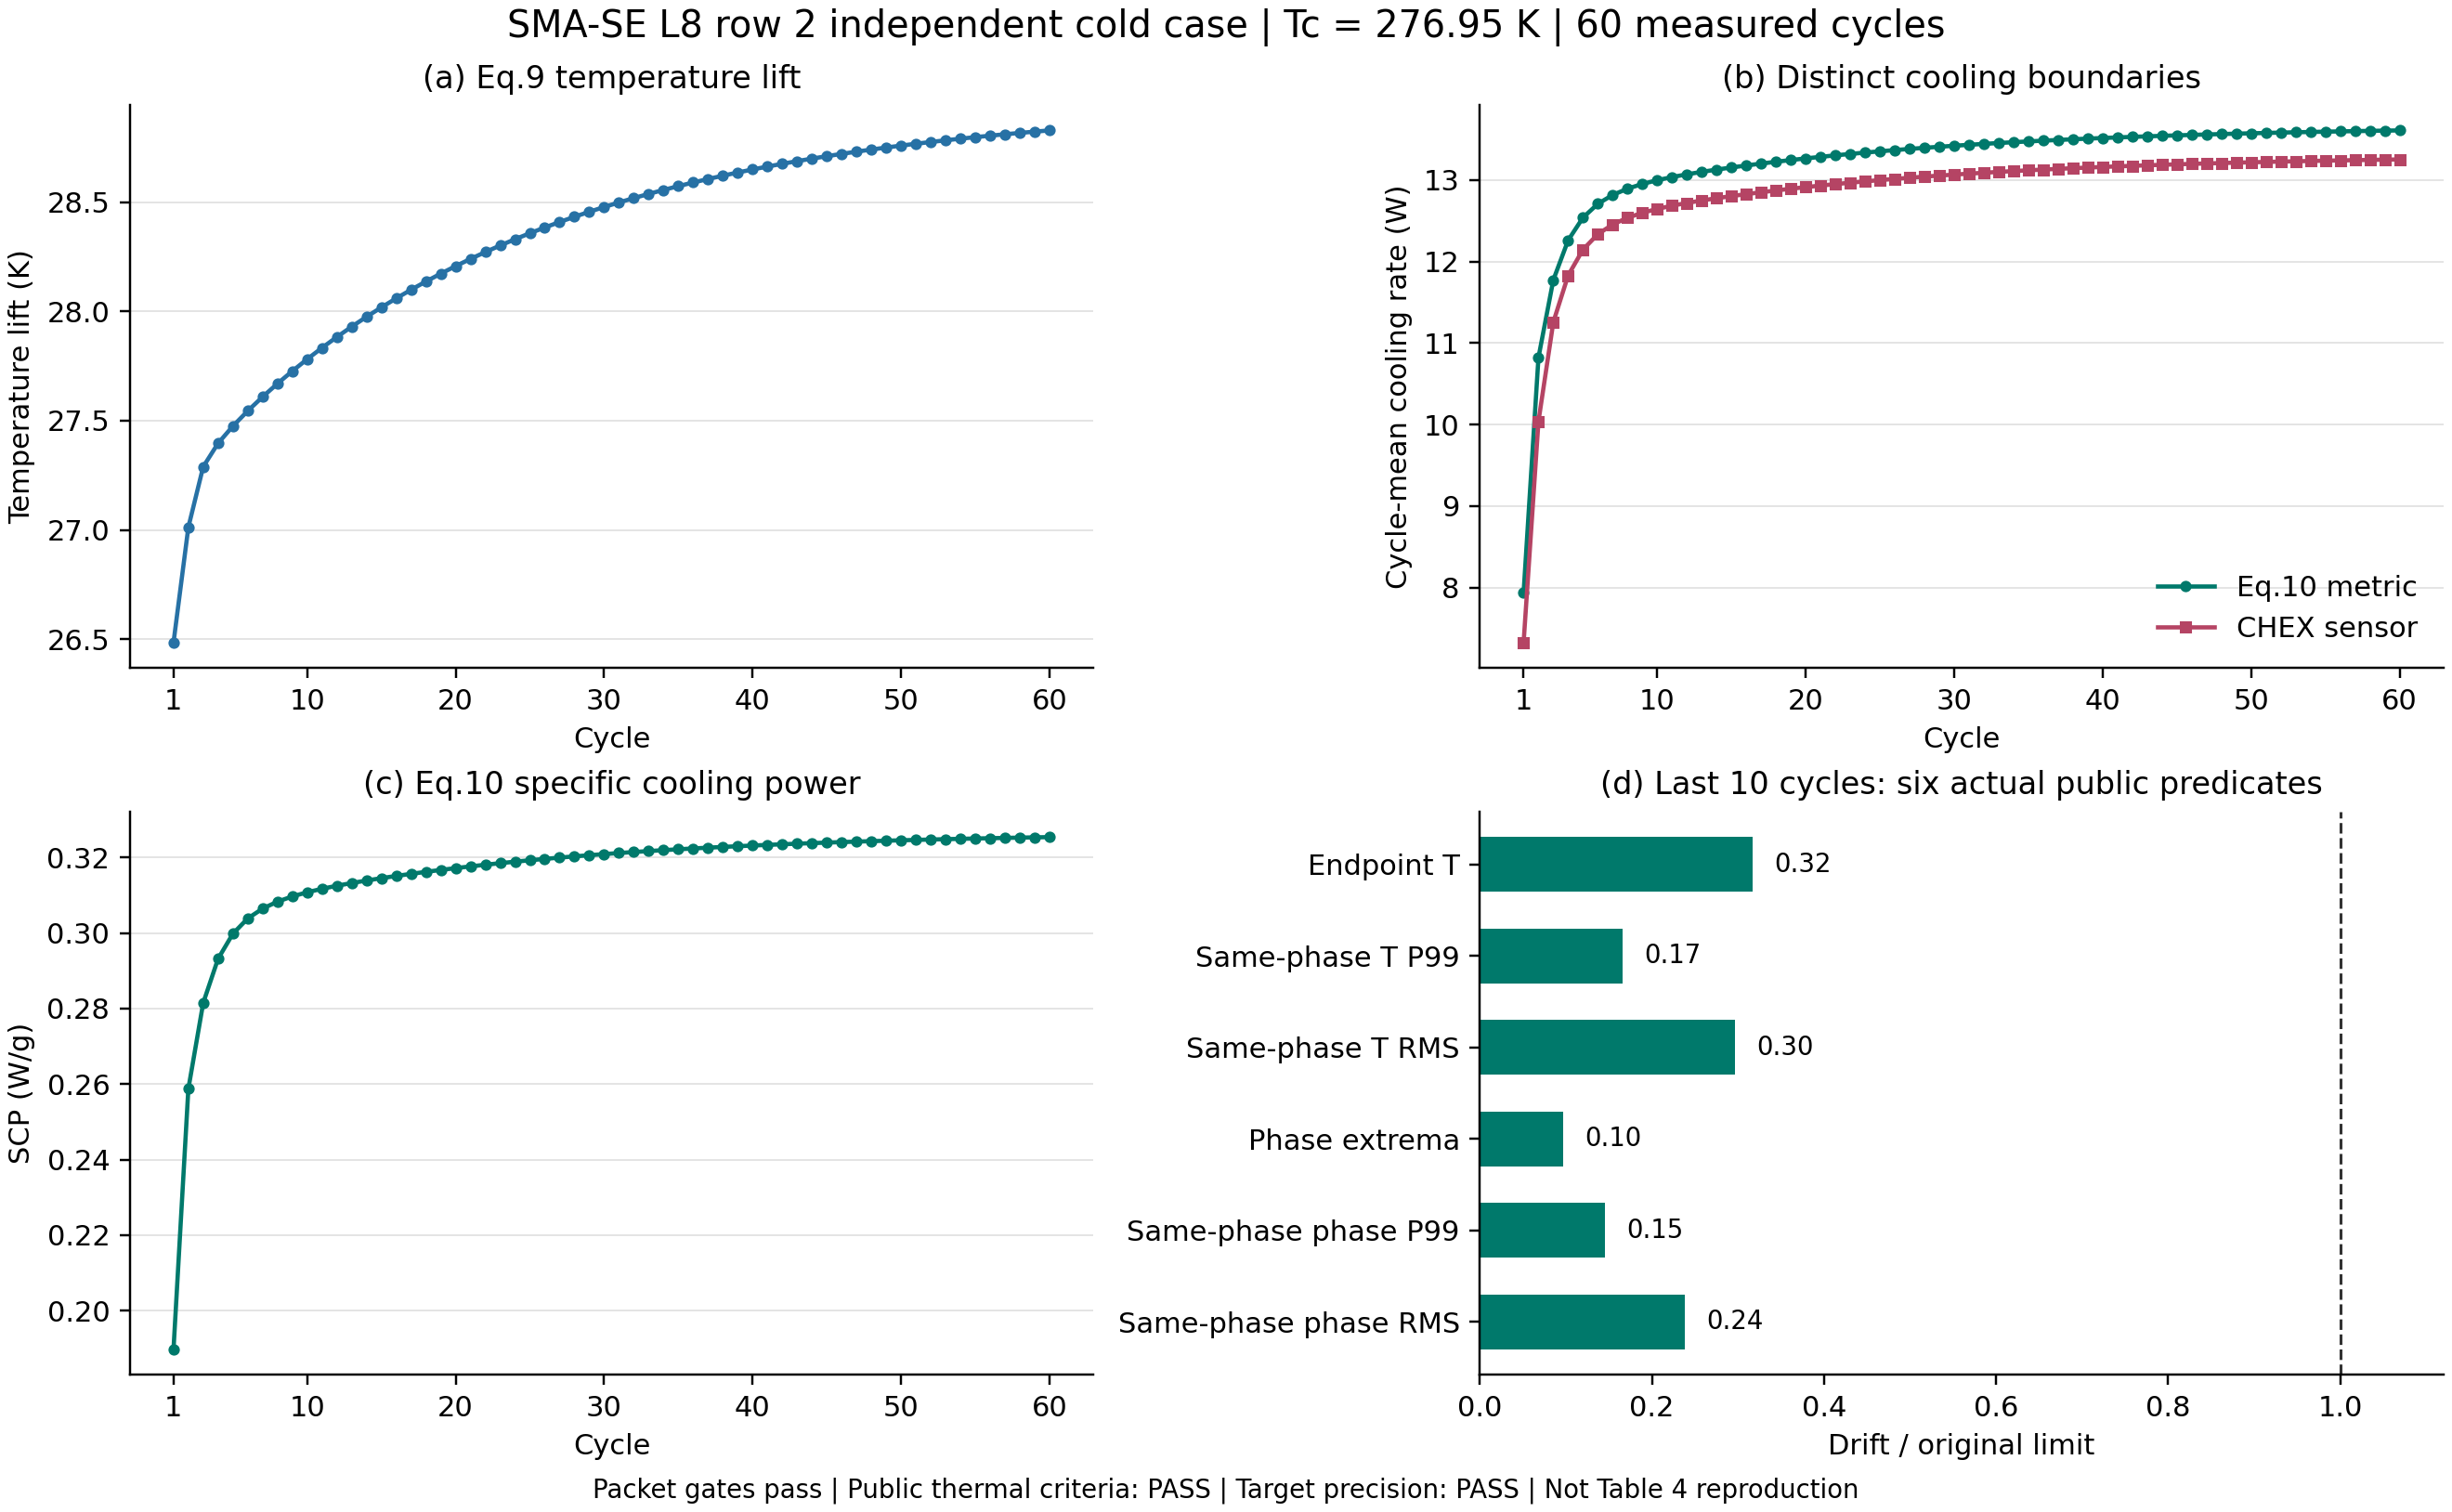 SMA-SE L8 row 2 independent cold case | Tc = 276.95 K | 60 measured cycles
(a) Eq.9 temperature lift
Temperature lift (K)
28.5
28.0
27.5
27.0
26.5
1 10 20 30 40 50 60
Cycle
(b) Distinct cooling boundaries
Cycle-mean cooling rate (W)
13
12
11
10
9
8
Eq.10 metric
CHEX sensor
1 10 20 30 40 50 60
Cycle
(c) Eq.10 specific cooling power
SCP (W/g)
0.32
0.30
0.28
0.26
0.24
0.22
0.20
1 10 20 30 40 50 60
Cycle
(d) Last 10 cycles: six actual public predicates
Endpoint T 0.32
Same-phase T P99 0.17
Same-phase T RMS 0.30
Phase extrema 0.10
Same-phase phase P99 0.15
Same-phase phase RMS 0.24
0.0 0.2 0.4 0.6 0.8 1.0
Drift / original limit
Packet gates pass | Public thermal criteria: PASS | Target precision: PASS | Not Table 4 reproduction